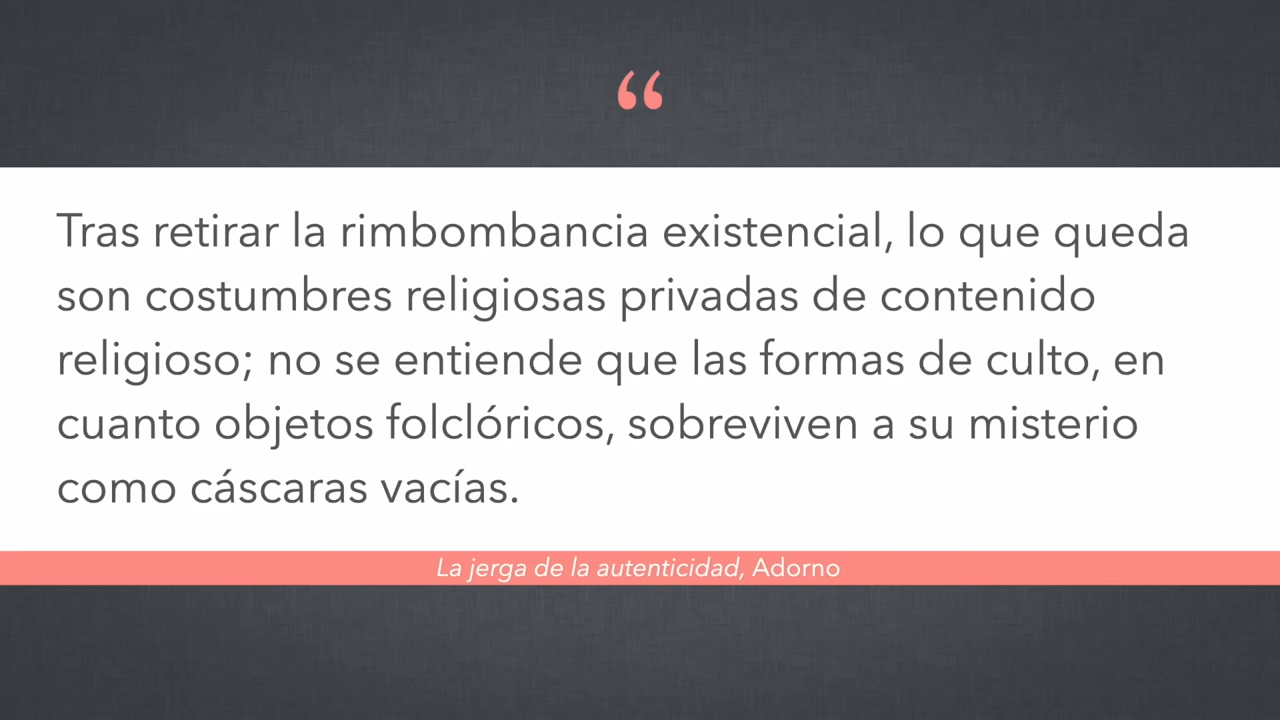 “
Tras retirar la rimbombancia existencial, lo que queda
son costumbres religiosas privadas de contenido
religioso; no se entiende que las formas de culto, en
cuanto objetos folclóricos, sobreviven a su misterio
como cáscaras vacías.
La jerga de la autenticidad, Adorno